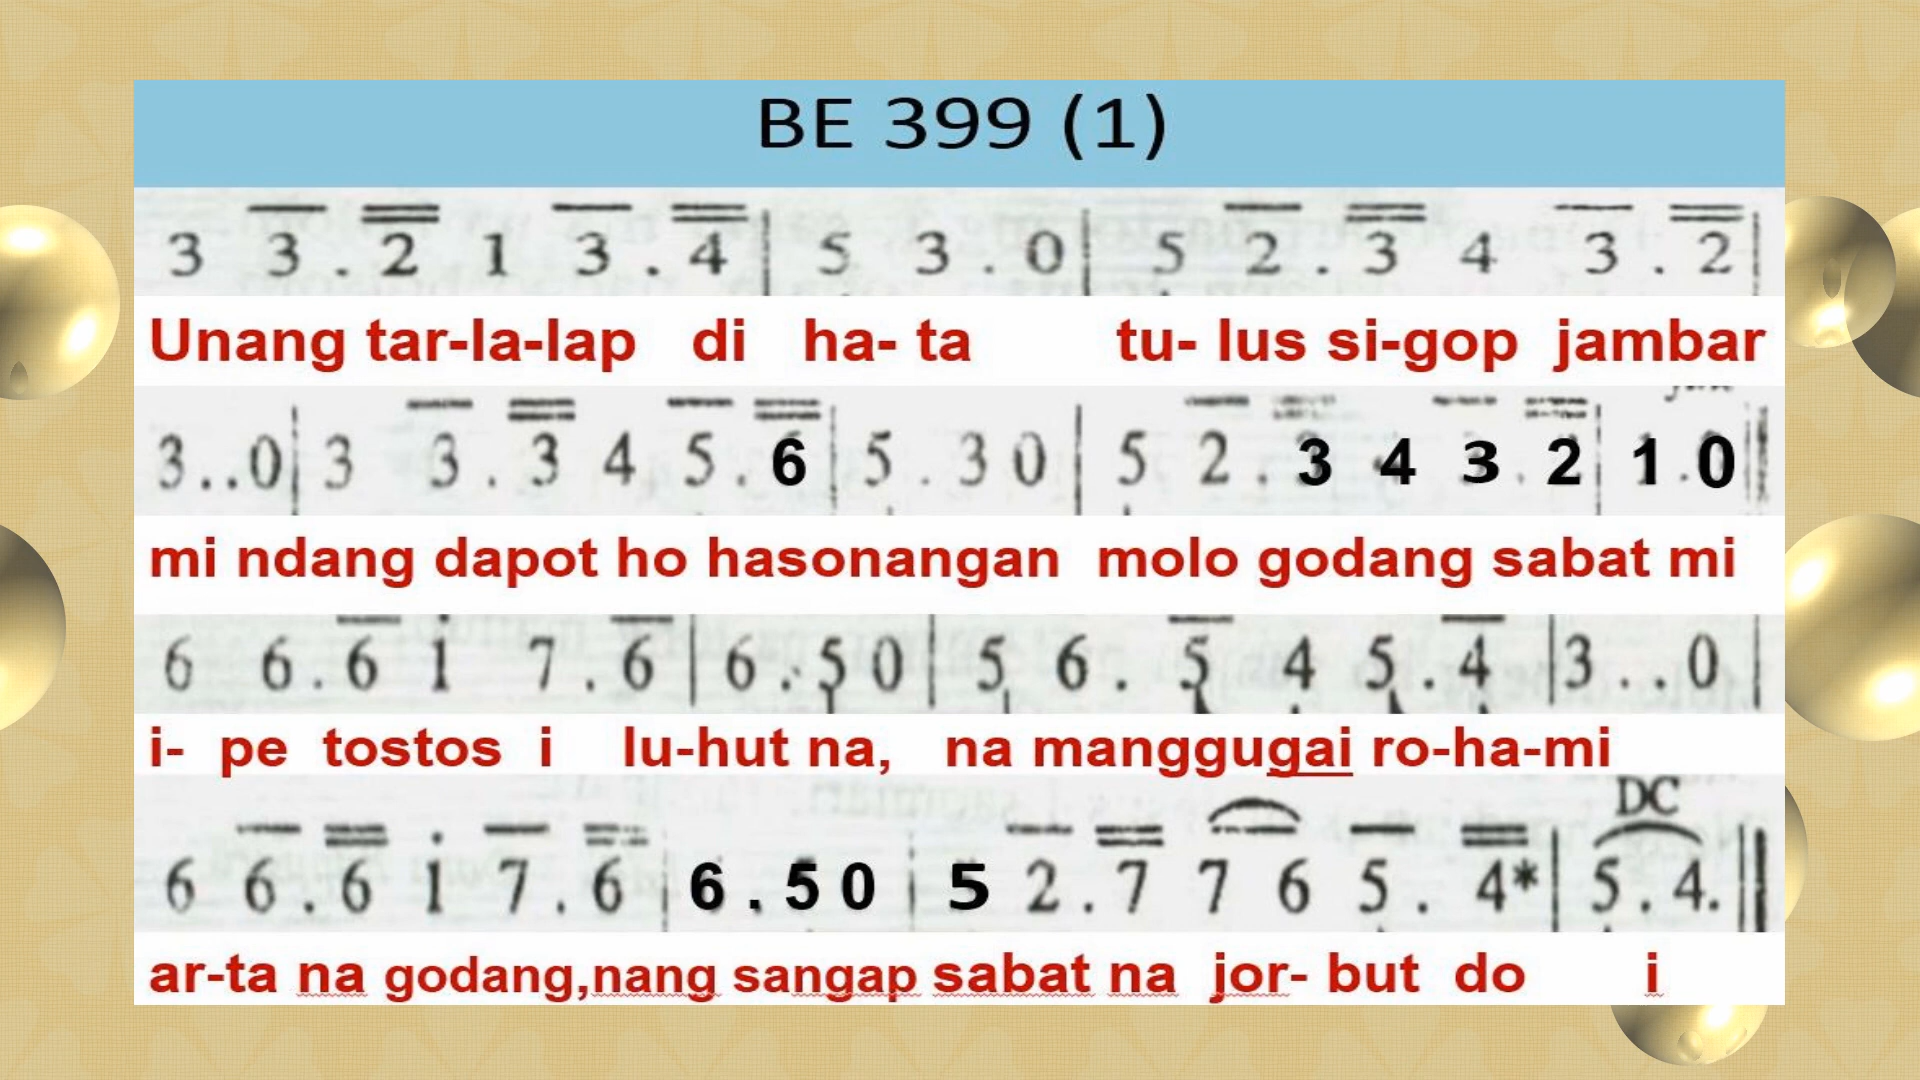 BE 399 (1)
3 3 . 2 1 3 . 4 | 5 3 . 0 | 5 2 . 3 4 3 . 2 |
Unang tar-la-lap di ha- ta tu- lus si-gop jambar
3 . . 0 | 3 3 . 3 4 5 . 6 | 5 . 3 0 | 5 2 . 3 4 3 . 2 | 1 . 0 ||
mi ndang dapot ho hasonangan molo godang sabat mi
6 6 . 6 1 7 . 6 | 6 . 5 0 | 5 6 . 5 4 5 . 4 | 3 . . 0 |
i- pe tostos i lu-hut na, na manggugai ro-ha-mi
DC
6 6 . 6 1 7 . 6 | 6 . 5 0 | 5 2 . 7 7 6 5 . 4* | 5 . 4. ||
ar-ta na godang,nang sangap sabat na jor- but do i